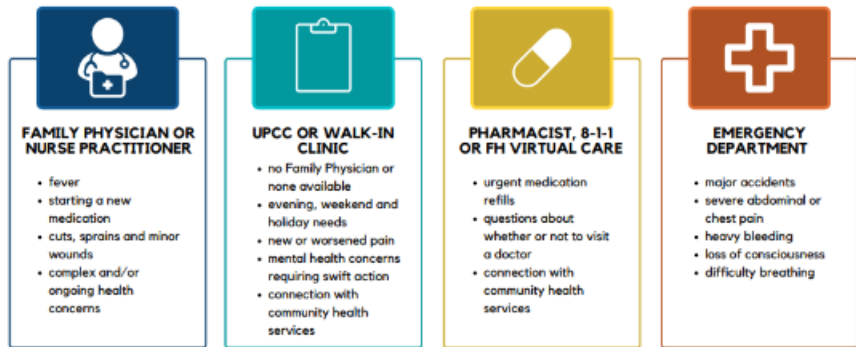 FAMILY PHYSICIAN OR
NURSE PRACTITIONER
• fever
• starting a new
medication
• cuts, sprains and minor
wounds
• complex and/or
ongoing health
concerns
UPCC OR WALK-IN
CLINIC
• no Family Physician or
none available
• evening, weekend and
holiday needs
• new or worsened pain
• mental health concerns
requiring swift action
• connection with
community health
services
PHARMACIST, 8-1-1
OR FH VIRTUAL CARE
• urgent medication
refills
• questions about
whether or not to visit
a doctor
• connection with
community health
services
EMERGENCY
DEPARTMENT
• major accidents
• severe abdominal or
chest pain
• heavy bleeding
• loss of consciousness
• difficulty breathing